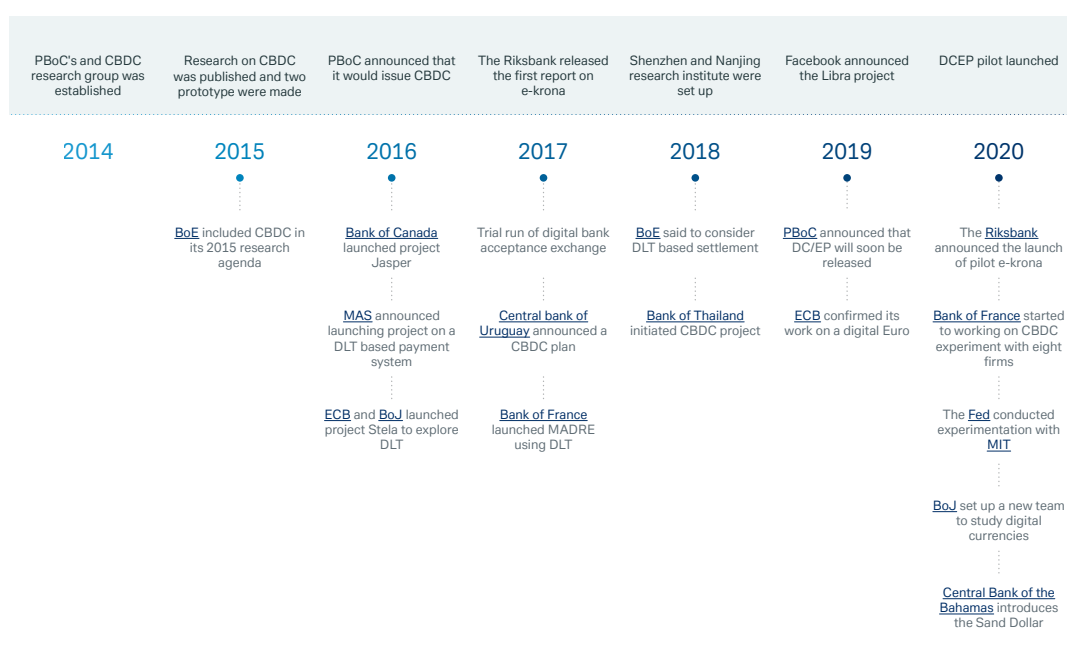 PBoC's and CBDC
research group was
established
Research on CBDC
was published and two
prototype were made
PBoC announced that
it would issue CBDC
The Riksbank released
the first report on
e-krona
Shenzhen and Nanjing
research institute were
set up
Facebook announced
the Libra project
DCEP pilot launched
2014
2015
2016
2017
2018
2019
2020
BoE included CBDC in
its 2015 research
agenda
Bank of Canada
launched project
Jasper
MAS announced
launching project on a
DLT based payment
system
ECB and BoJ launched
project Stela to explore
DLT
Trial run of digital bank
acceptance exchange
Central bank of
Uruguay announced a
CBDC plan
Bank of France
launched MADRE
using DLT
BoE said to consider
DLT based settlement
Bank of Thailand
initiated CBDC project
PBoC announced that
DC/EP will soon be
released
ECB confirmed its
work on a digital Euro
The Riksbank
announced the launch
of pilot e-krona
Bank of France started
to working on CBDC
experiment with eight
firms
The Fed conducted
experimentation with
MIT
BoJ set up a new team
to study digital
currencies
Central Bank of the
Bahamas introduces
the Sand Dollar